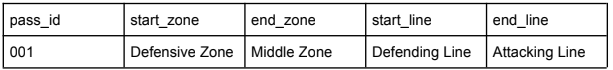 pass_id start_zone end_zone start_line end_line
001 Defensive Zone Middle Zone Defending Line Attacking Line